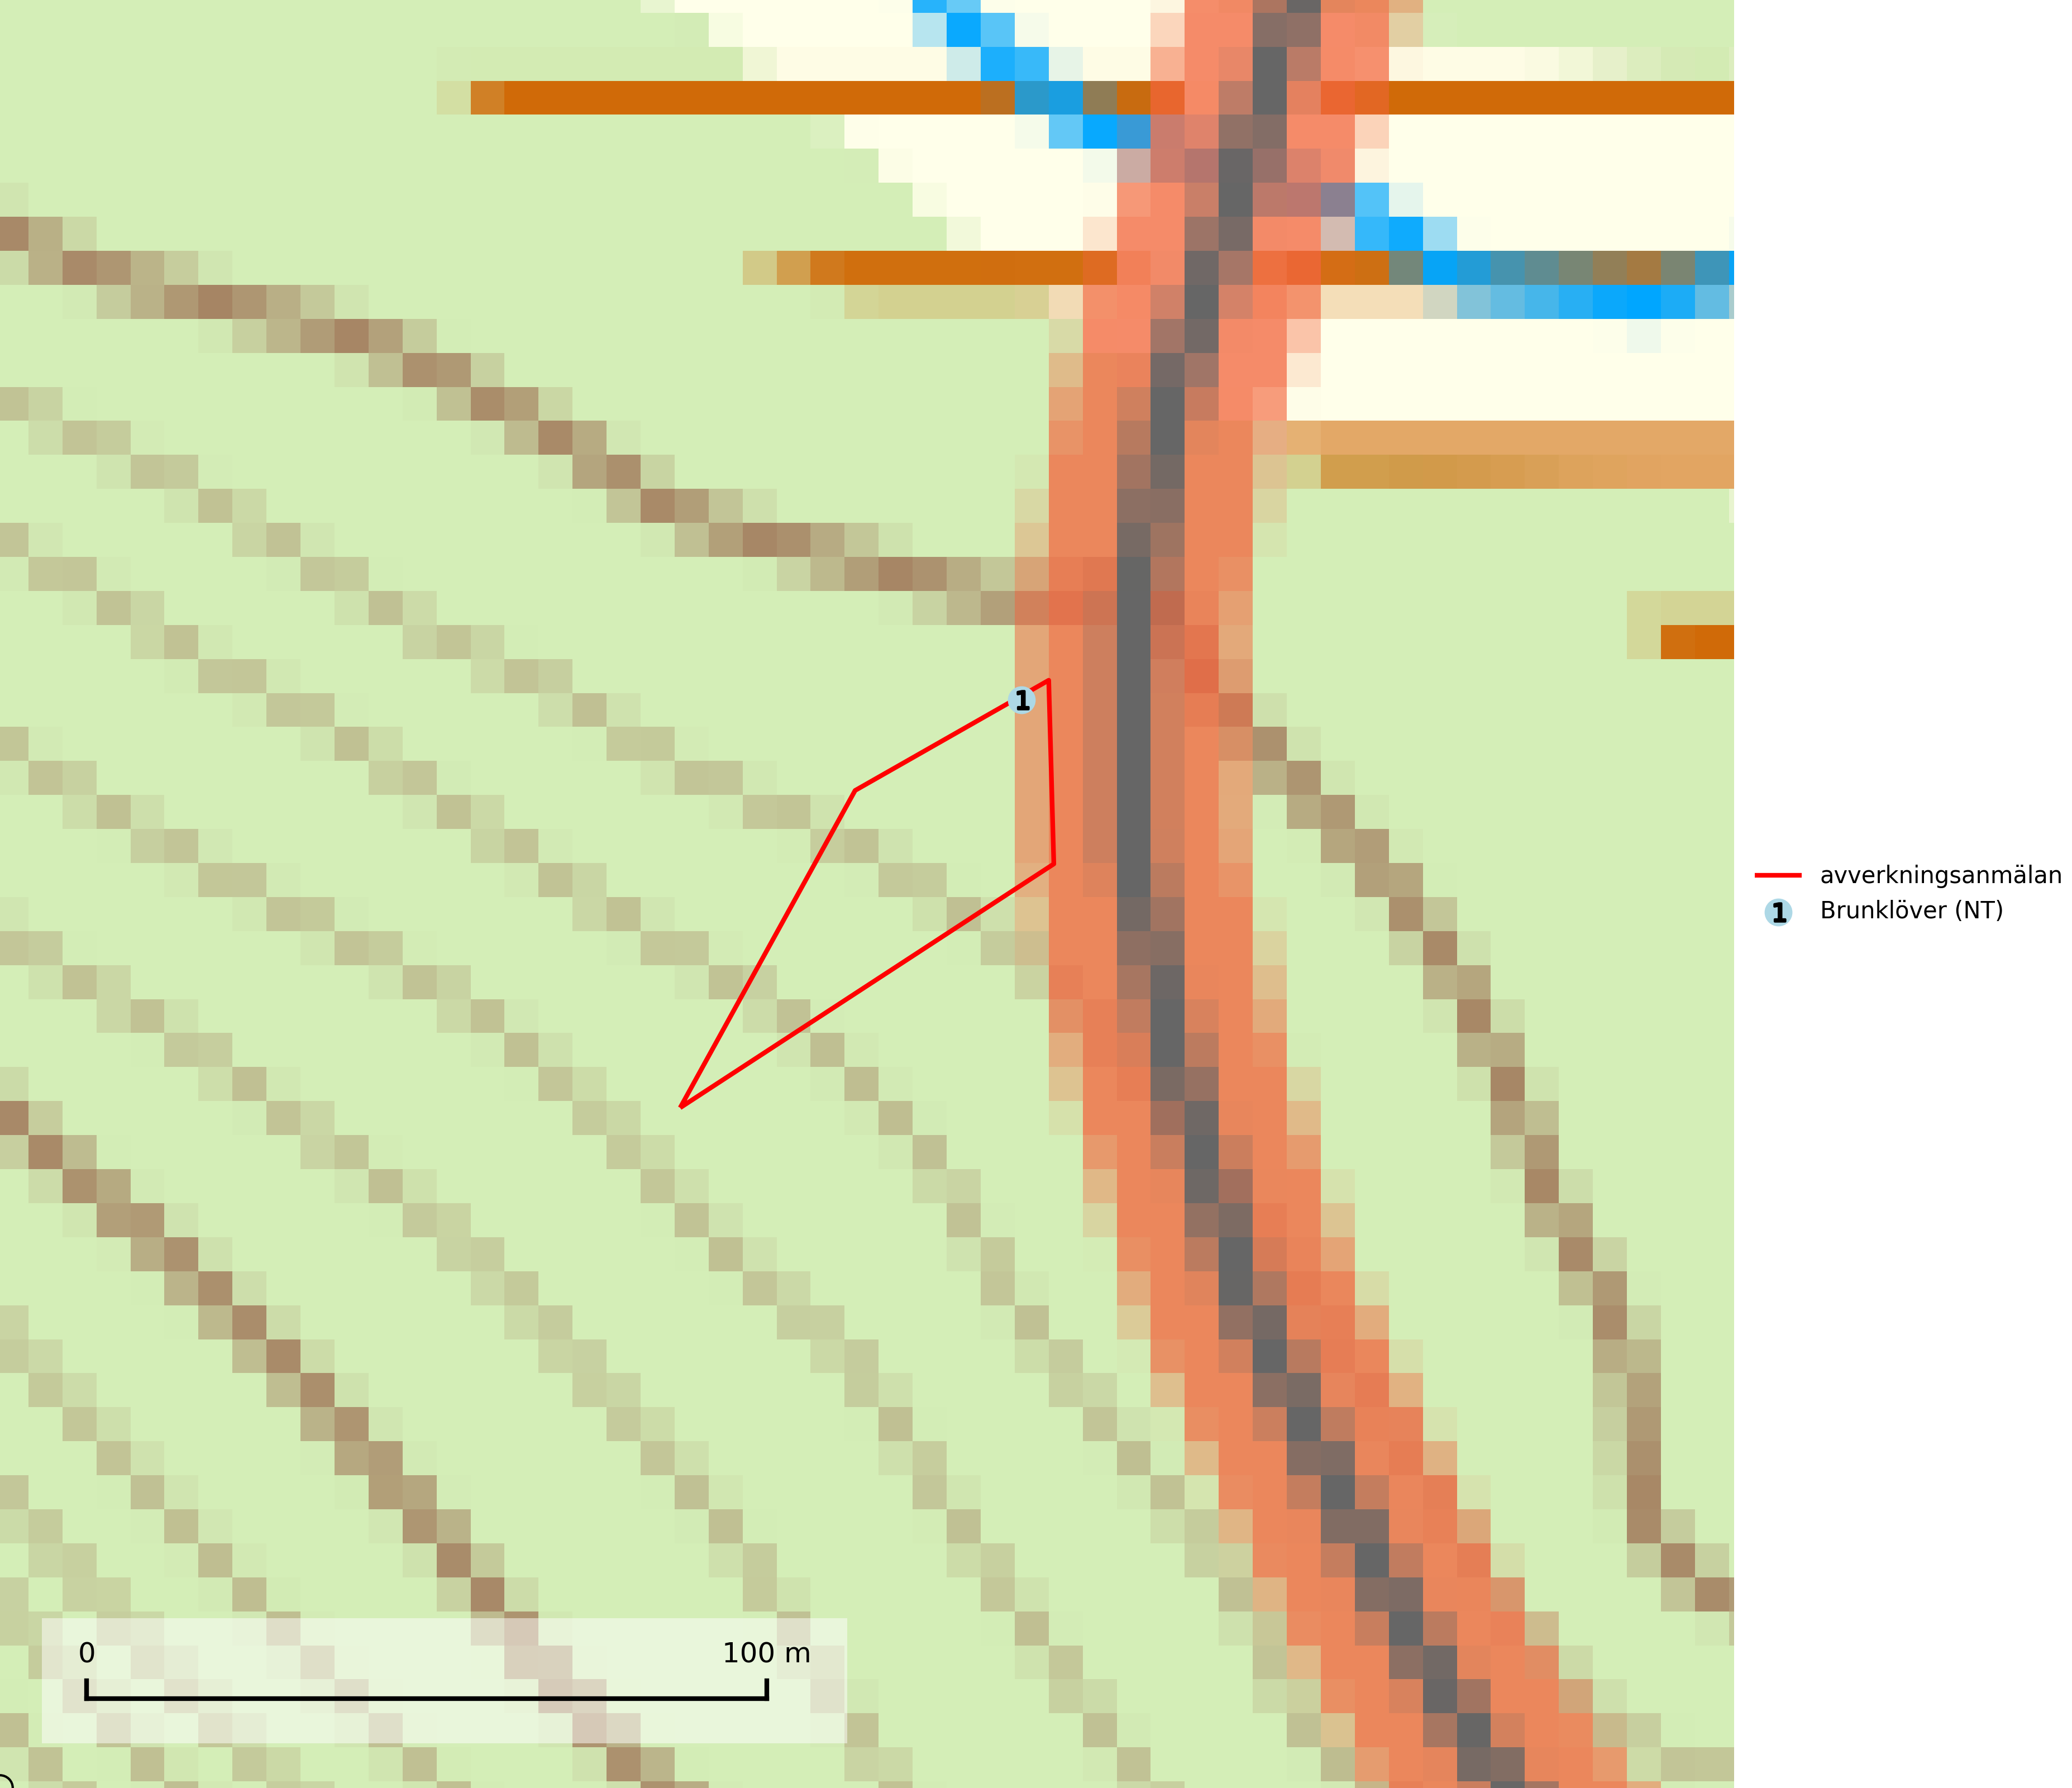 1
avverkningsanmälan
1 Brunklöver (NT)
0 100 m